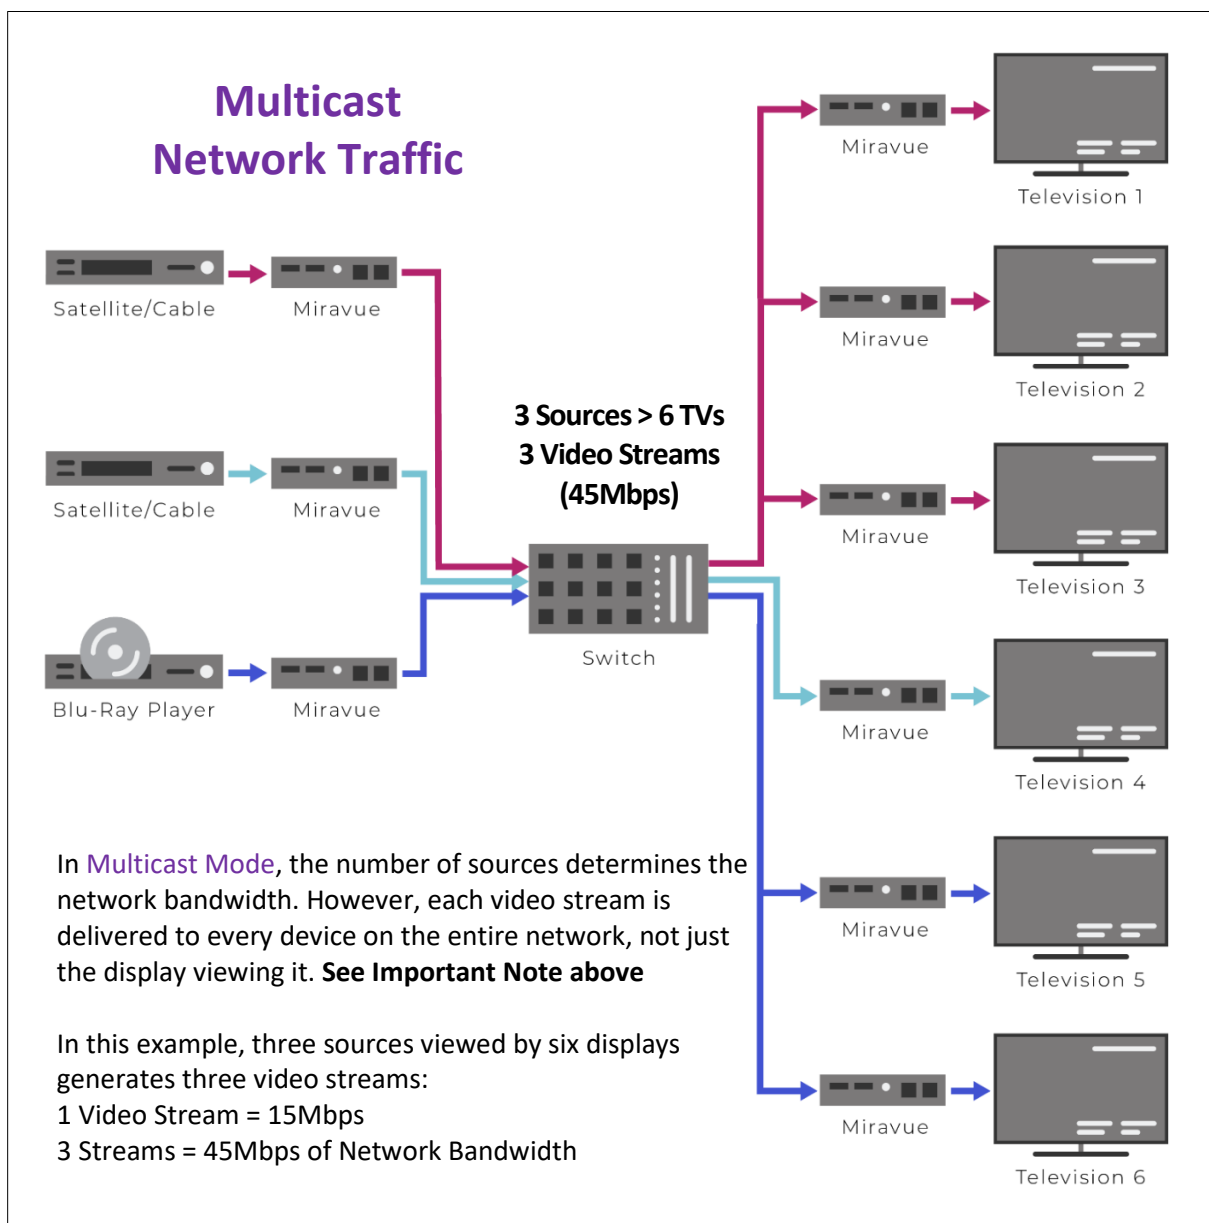 Multicast
Network Traffic
Satellite/Cable
Miravue
Satellite/Cable
Miravue
Blu-Ray Player
Miravue
3 Sources > 6 TVs
3 Video Streams
(45Mbps)
Switch
Miravue
Television 1
Miravue
Television 2
Miravue
Television 3
Miravue
Television 4
Miravue
Television 5
Miravue
Television 6
In Multicast Mode, the number of sources determines the
network bandwidth. However, each video stream is
delivered to every device on the entire network, not just
the display viewing it. See Important Note above
In this example, three sources viewed by six displays
generates three video streams:
1 Video Stream = 15Mbps
3 Streams = 45Mbps of Network Bandwidth